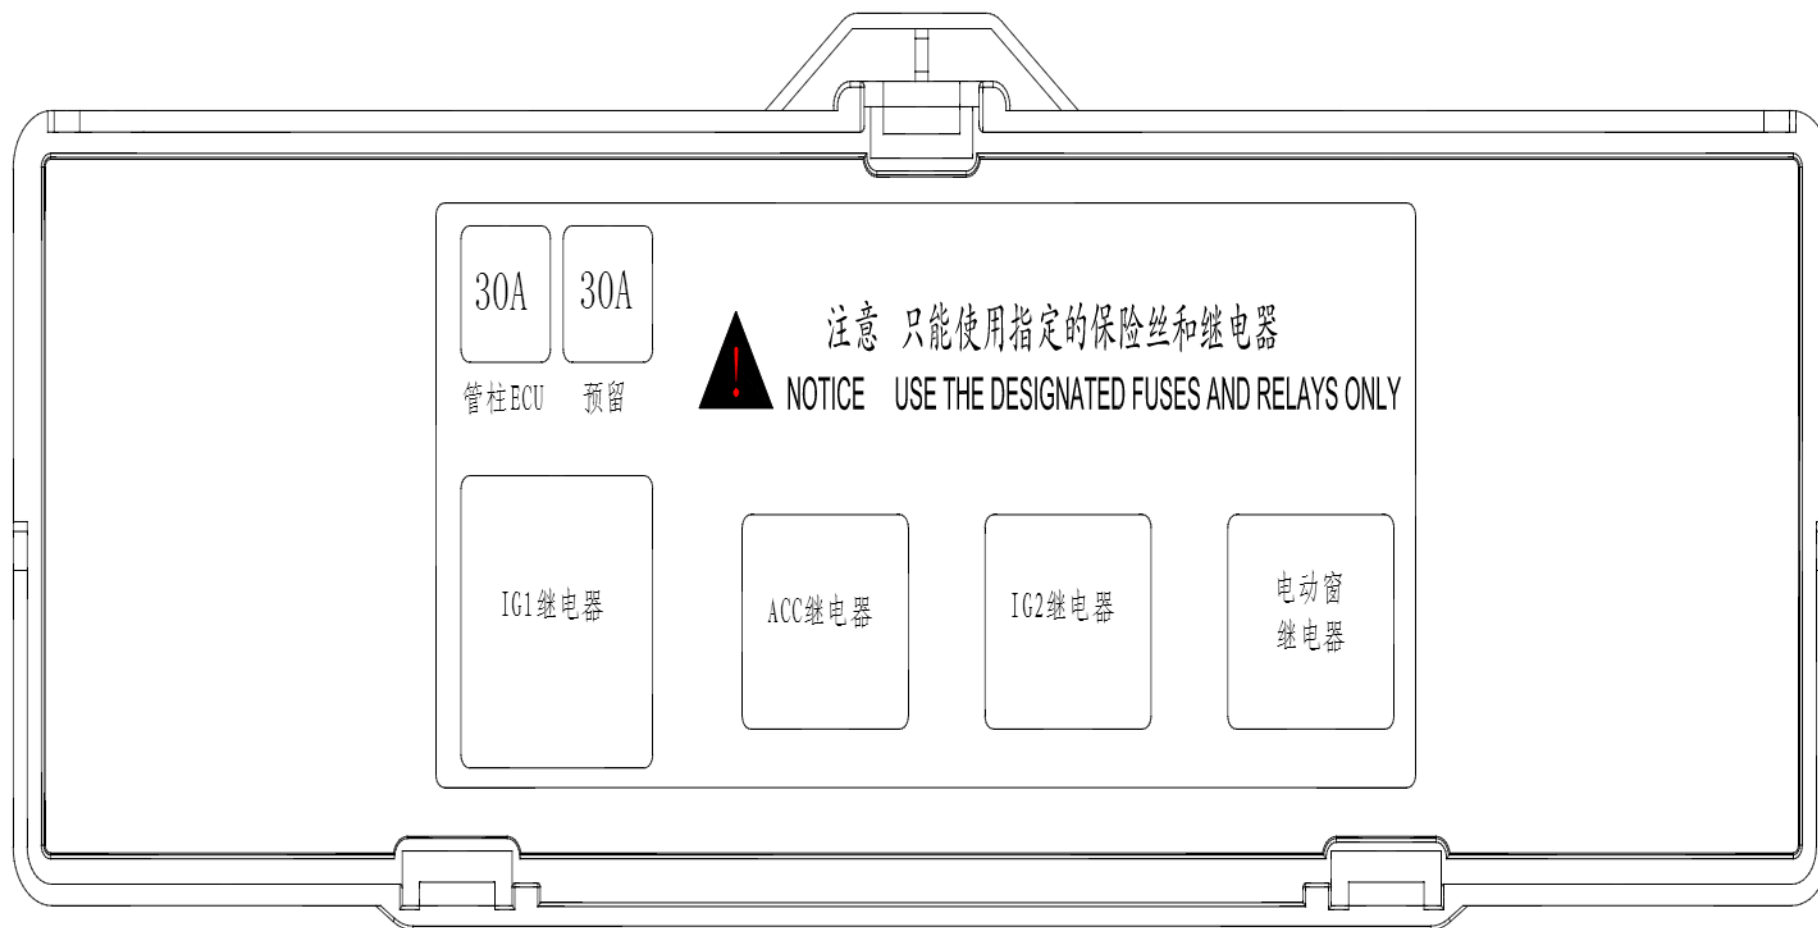 30A 30A
管柱ECU 预留
注意 只能使用指定的保险丝和继电器
NOTICE USE THE DESIGNATED FUSES AND RELAYS ONLY
IG1继电器
ACC继电器
IG2继电器
电动窗
继电器